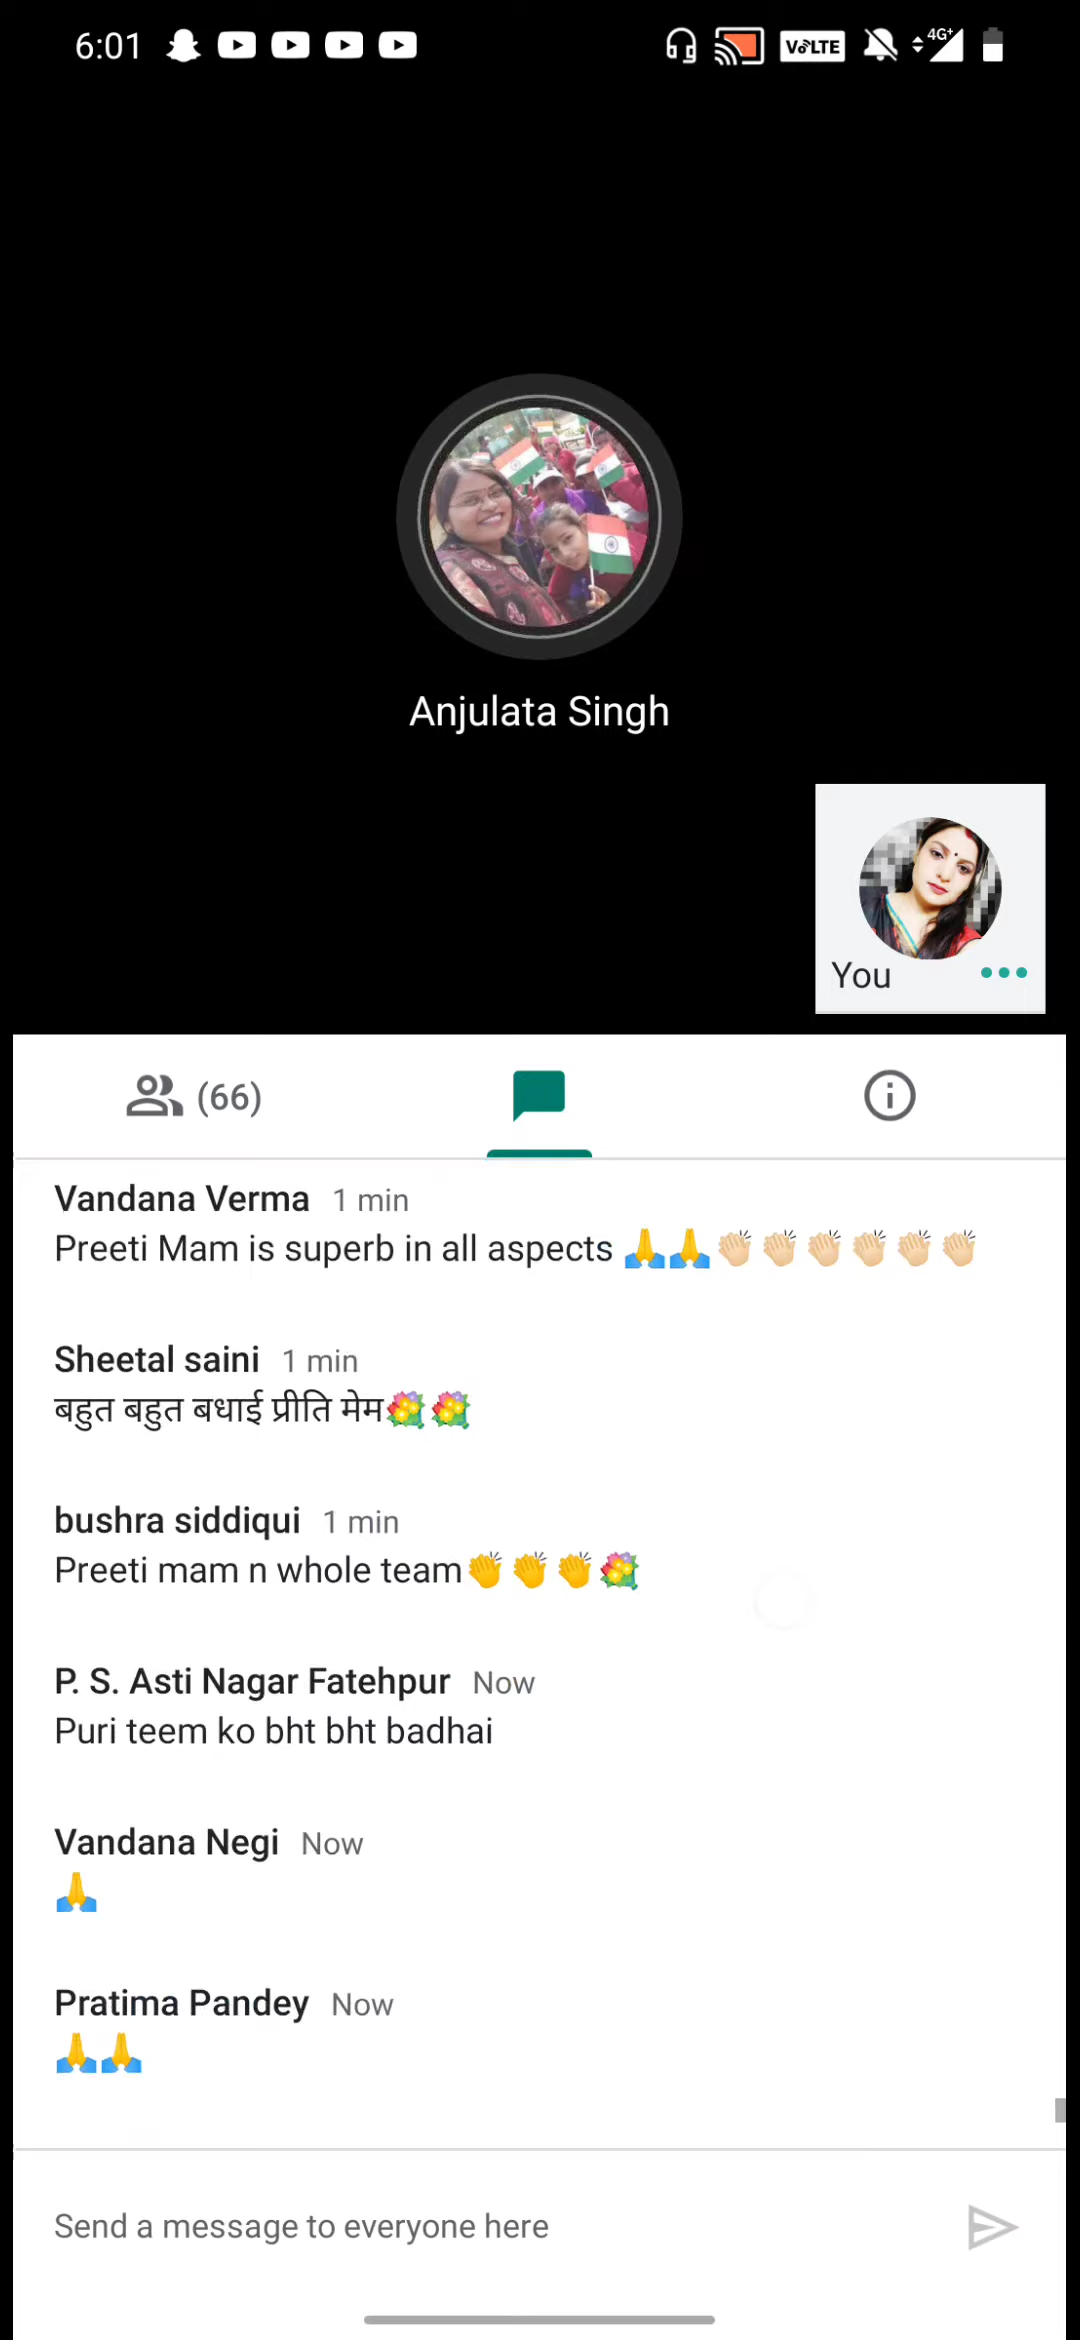 6:01
VoLTE
4G+
Anjulata Singh
You
(66)
Vandana Verma 1 min
Preeti Mam is superb in all aspects 🙏🙏👏🏻👏🏻👏🏻👏🏻👏🏻👏🏻
Sheetal saini 1 min
बहुत बहुत बधाई प्रीति मेम💐💐
bushra siddiqui 1 min
Preeti mam n whole team👏👏👏💐
P. S. Asti Nagar Fatehpur Now
Puri teem ko bht bht badhai
Vandana Negi Now
🙏
Pratima Pandey Now
🙏🙏
Send a message to everyone here